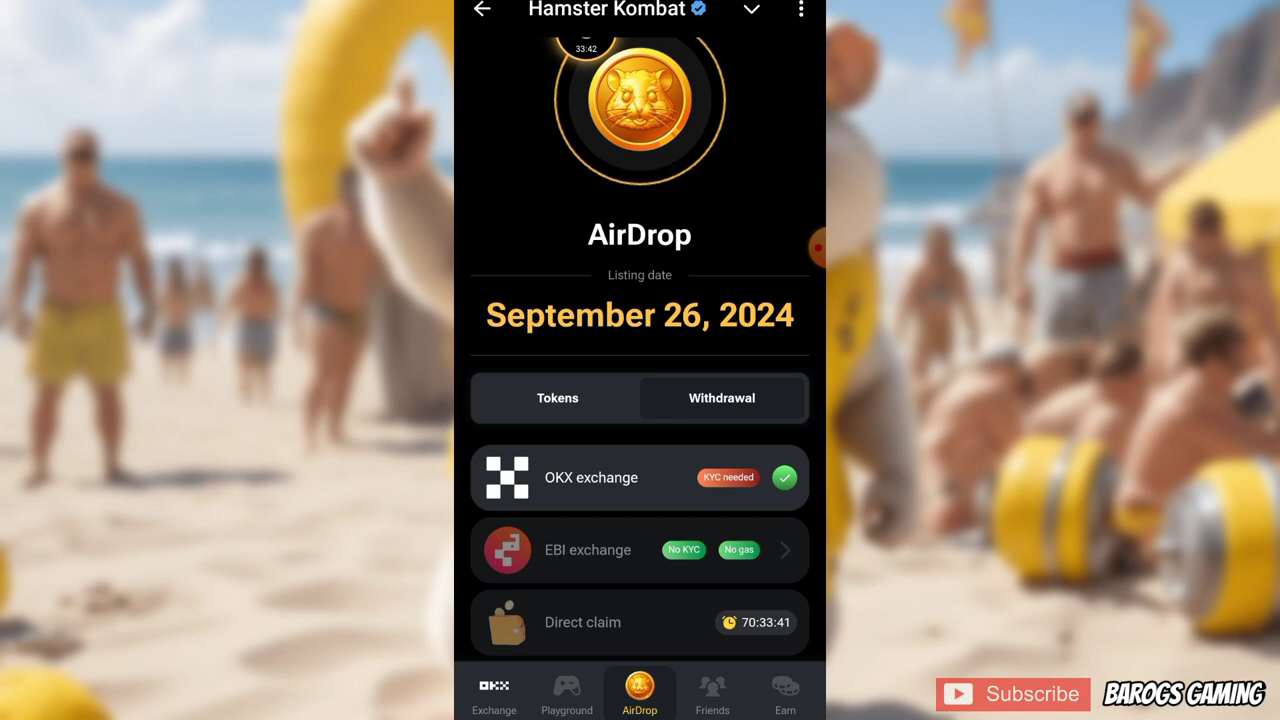 Hamster Kombat
33:42
AirDrop
Listing date
September 26, 2024
Tokens
Withdrawal
OKX exchange
KYC needed
EBI exchange
No KYC
No gas
Direct claim
70:33:41
OKX
Exchange
Playground
AirDrop
Friends
Earn
Subscribe
BAROGS GAMING